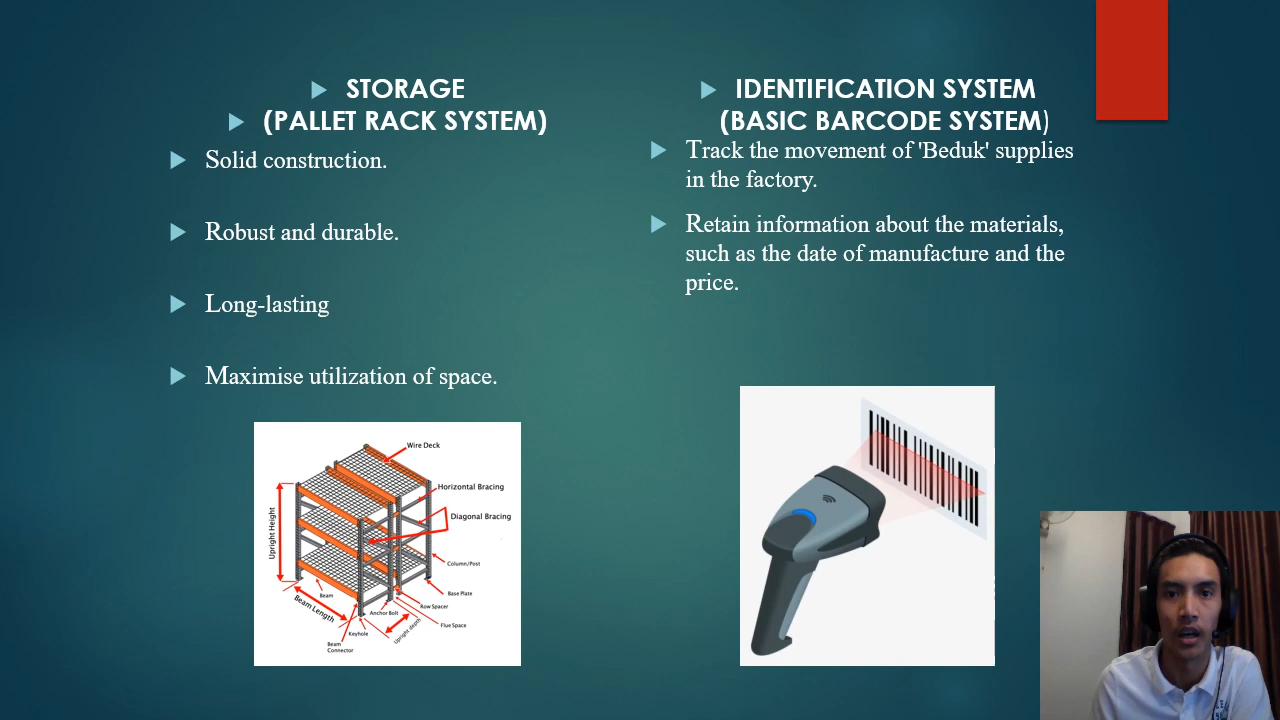 STORAGE
(PALLET RACK SYSTEM)
Solid construction.
Robust and durable.
Long-lasting
Maximise utilization of space.
Wire Deck
Horizontal Bracing
Diagonal Bracing
Upright Height
Column/Post
Beam
Base Plate
Beam Length
Row Spacer
Anchor Bolt
Flue Space
Keyhole
Upright depth
Beam
Connector
IDENTIFICATION SYSTEM
(BASIC BARCODE SYSTEM)
Track the movement of 'Beduk' supplies
in the factory.
Retain information about the materials,
such as the date of manufacture and the
price.